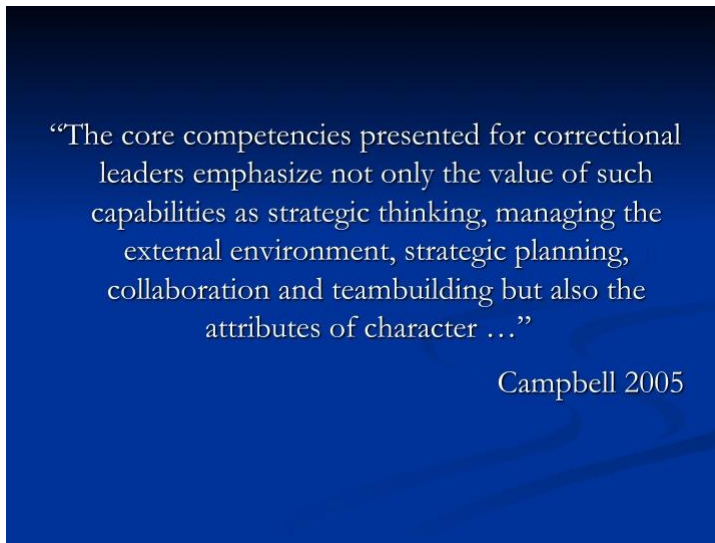 “The core competencies presented for correctional
leaders emphasize not only the value of such
capabilities as strategic thinking, managing the
external environment, strategic planning,
collaboration and teambuilding but also the
attributes of character …”
Campbell 2005